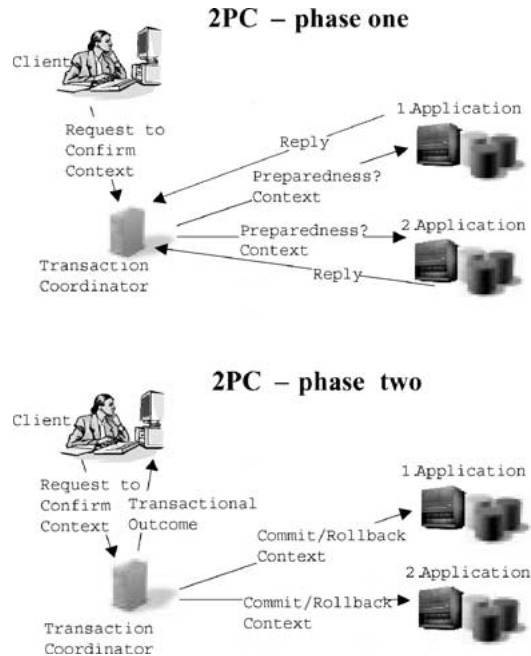 2PC – phase one
Client
Request to
Confirm
Context
1.Application
Reply
Preparedness?
Context
2.Application
Preparedness?
Context
Reply
Transaction
Coordinator
2PC – phase two
Client
Request to
Confirm
Context
Transactional
Outcome
1.Application
Commit/Rollback
Context
2.Application
Commit/Rollback
Context
Transaction
Coordinator